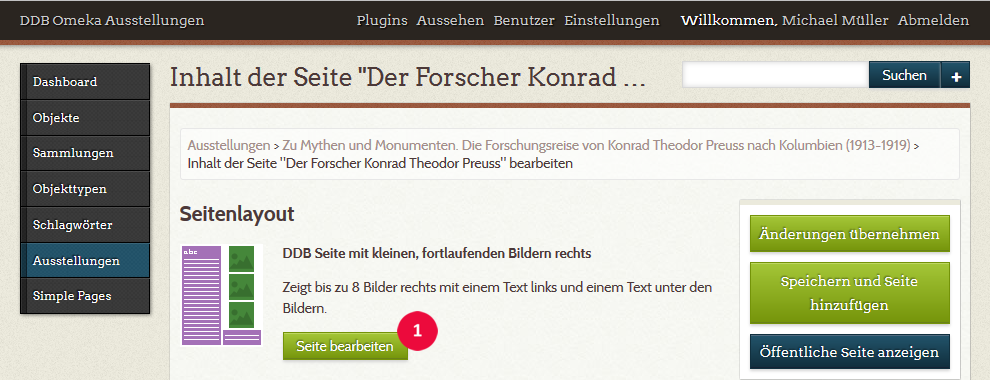 DDB Omeka Ausstellungen Plugins Aussehen Benutzer Einstellungen Willkommen, Michael Müller Abmelden
Dashboard
Objekte
Sammlungen
Objekttypen
Schlagwörter
Ausstellungen
Simple Pages
Inhalt der Seite "Der Forscher Konrad ...
Suchen +
Ausstellungen > Zu Mythen und Monumenten. Die Forschungsreise von Konrad Theodor Preuss nach Kolumbien (1913-1919) >
Inhalt der Seite "Der Forscher Konrad Theodor Preuss" bearbeiten
Seitenlayout
abc
DDB Seite mit kleinen, fortlaufenden Bildern rechts
Zeigt bis zu 8 Bilder rechts mit einem Text links und einem Text unter den
Bildern.
Seite bearbeiten
1
Änderungen übernehmen
Speichern und Seite
hinzufügen
Öffentliche Seite anzeigen